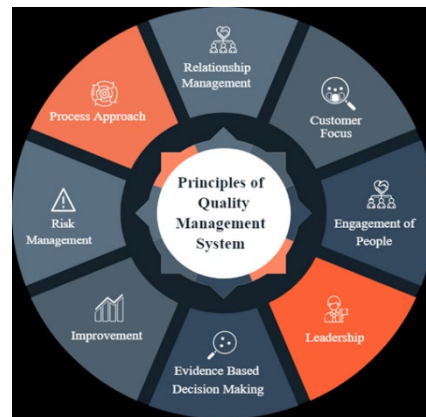 Relationship
Management
Customer
Focus
Engagement of
People
Leadership
Evidence Based
Decision Making
Improvement
Risk
Management
Process Approach
Principles of
Quality
Management
System